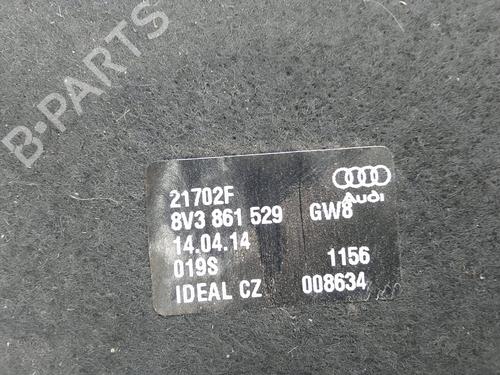 B-PARTS
21702F
Audi
8V3 861 529 GW8
14.04.14
019S 1156
IDEAL CZ 008634